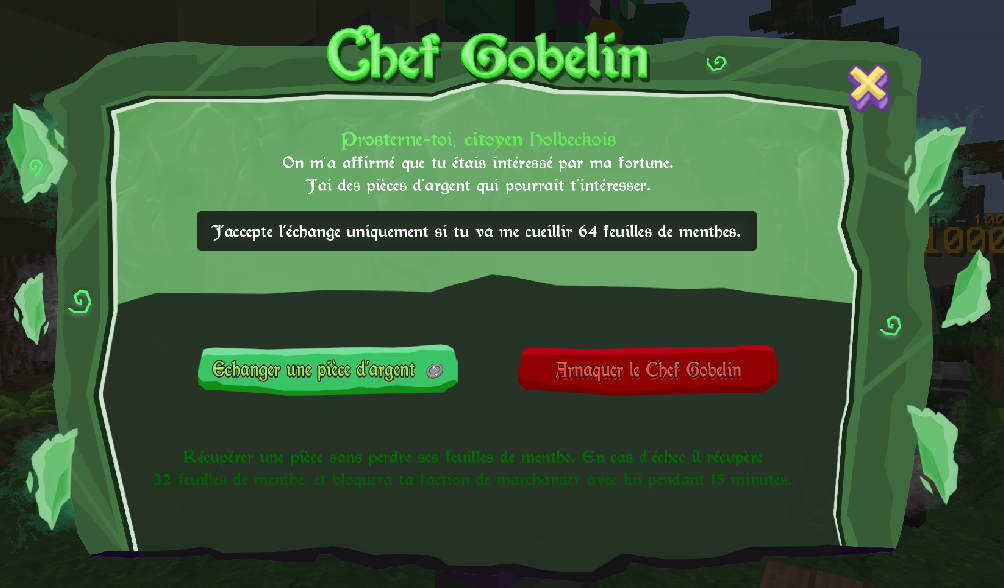 Chef Gobelin
Prosterne-toi, citoyen Holbeckois
On m'a affirmé que tu étais intéressé par ma fortune.
J'ai des pièces d'argent qui pourrait t'intéresser.
J'accepte l'échange uniquement si tu va me cueillir 64 feuilles de menthes.
Echanger une pièce d'argent
Arnaquer le Chef Gobelin
Récupérer une pièce sans perdre ses feuilles de menthe. En cas d'échec il récupère
32 feuilles de menthe, et bloquera ta faction de marchander avec lui pendant 15 minutes.